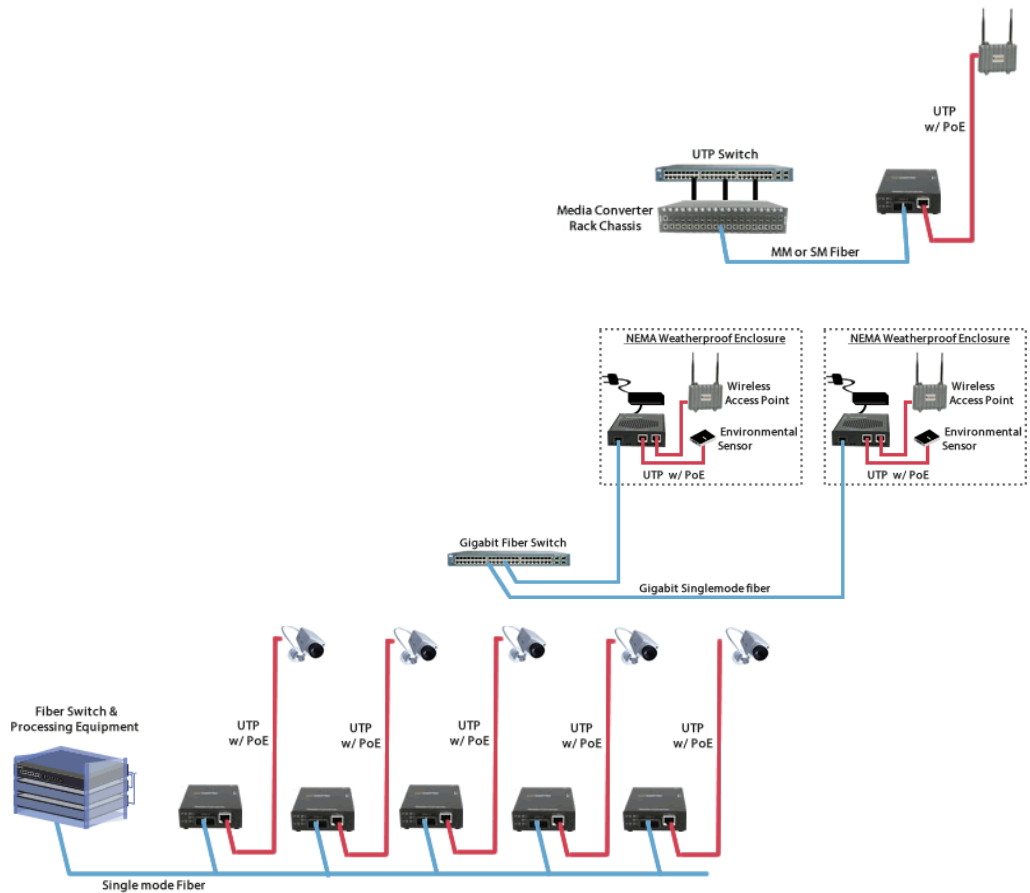 UTP
w/ PoE
UTP Switch
Media Converter
Rack Chassis
MM or SM Fiber
NEMA Weatherproof Enclosure
Wireless
Access Point
Environmental
Sensor
UTP w/ PoE
NEMA Weatherproof Enclosure
Wireless
Access Point
Environmental
Sensor
UTP w/ PoE
Gigabit Fiber Switch
Gigabit Singlemode fiber
Fiber Switch &
Processing Equipment
UTP
w/ PoE
UTP
w/ PoE
UTP
w/ PoE
UTP
w/ PoE
UTP
w/ PoE
Single mode Fiber